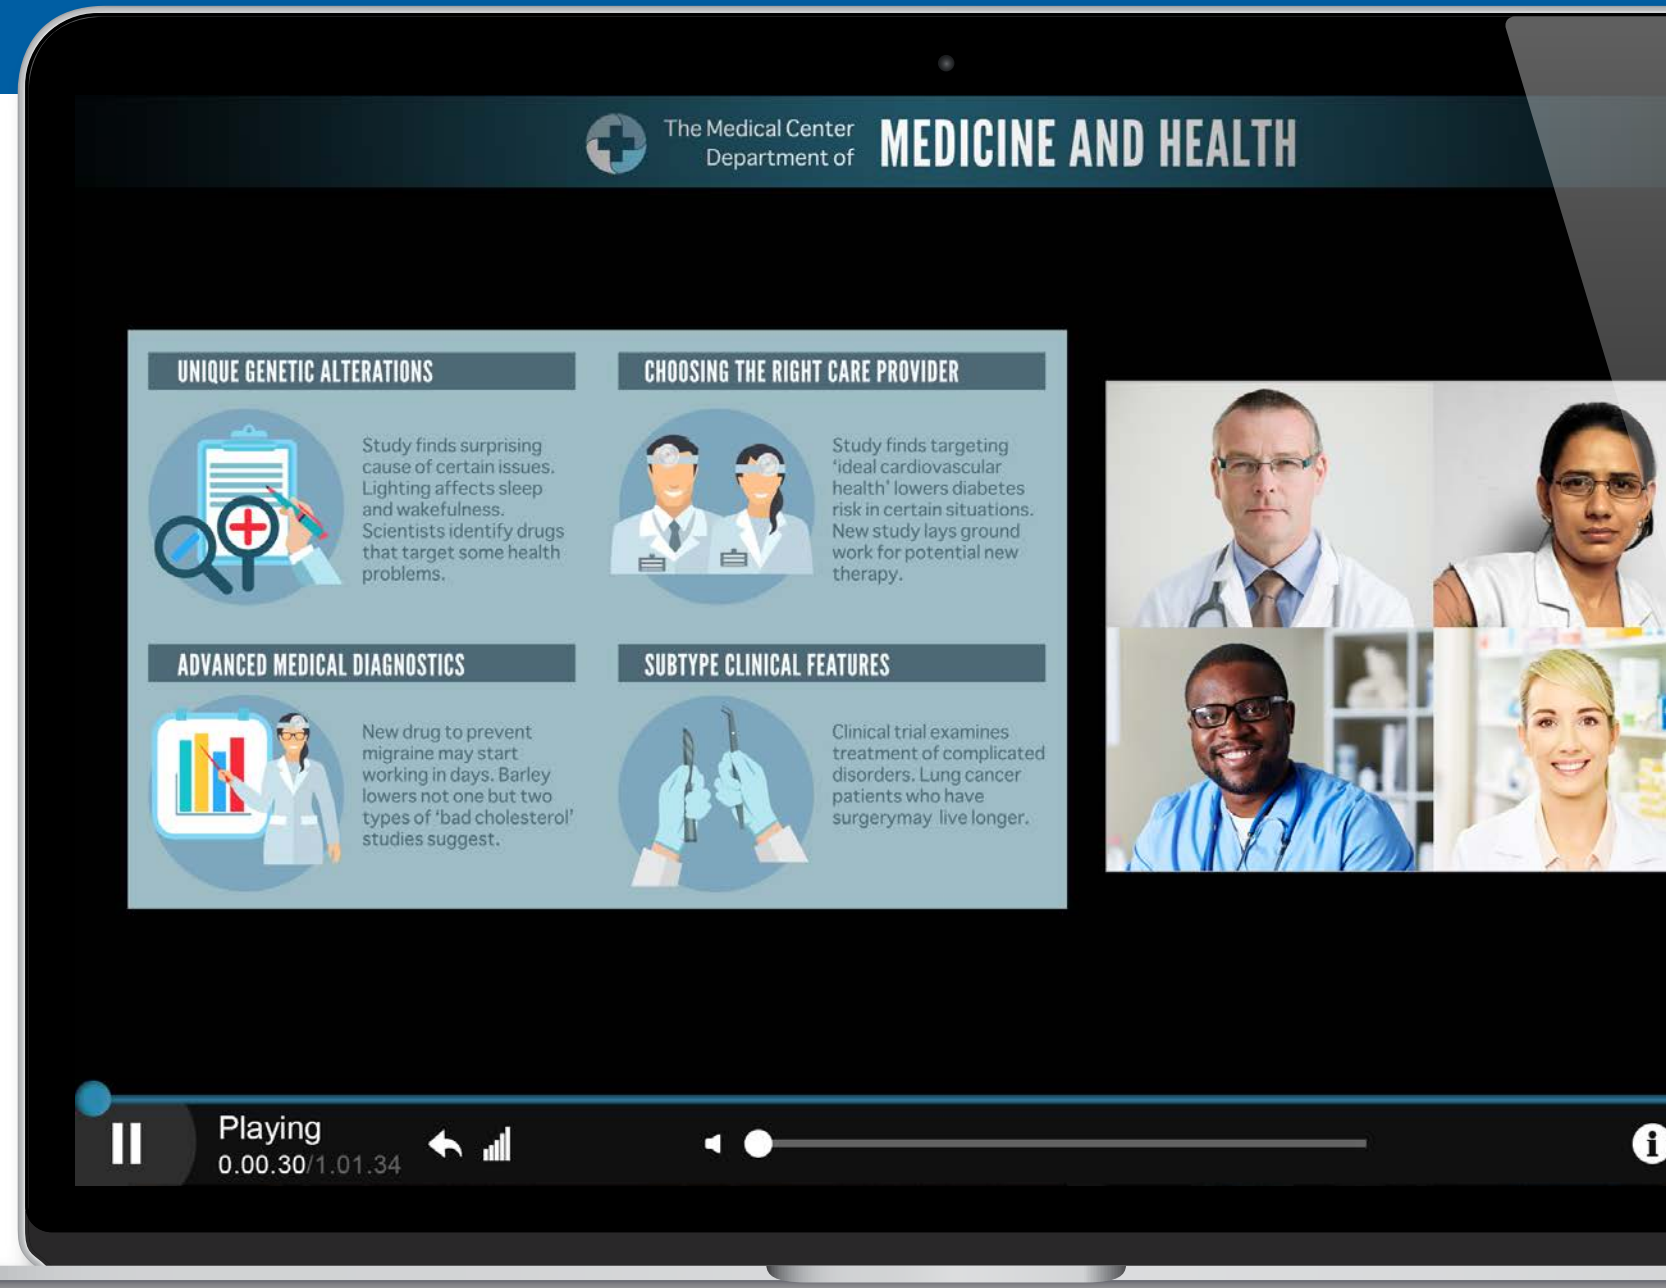 The Medical Center
Department of
MEDICINE AND HEALTH
UNIQUE GENETIC ALTERATIONS
Study finds surprising
cause of certain issues.
Lighting affects sleep
and wakefulness.
Scientists identify drugs
that target some health
problems.
CHOOSING THE RIGHT CARE PROVIDER
Study finds targeting
‘ideal cardiovascular
health’ lowers diabetes
risk in certain situations.
New study lays ground
work for potential new
therapy.
ADVANCED MEDICAL DIAGNOSTICS
New drug to prevent
migraine may start
working in days. Barley
lowers not one but two
types of ‘bad cholesterol’
studies suggest.
SUBTYPE CLINICAL FEATURES
Clinical trial examines
treatment of complicated
disorders. Lung cancer
patients who have
surgerymay live longer.
Playing
0.00.30/1.01.34
i